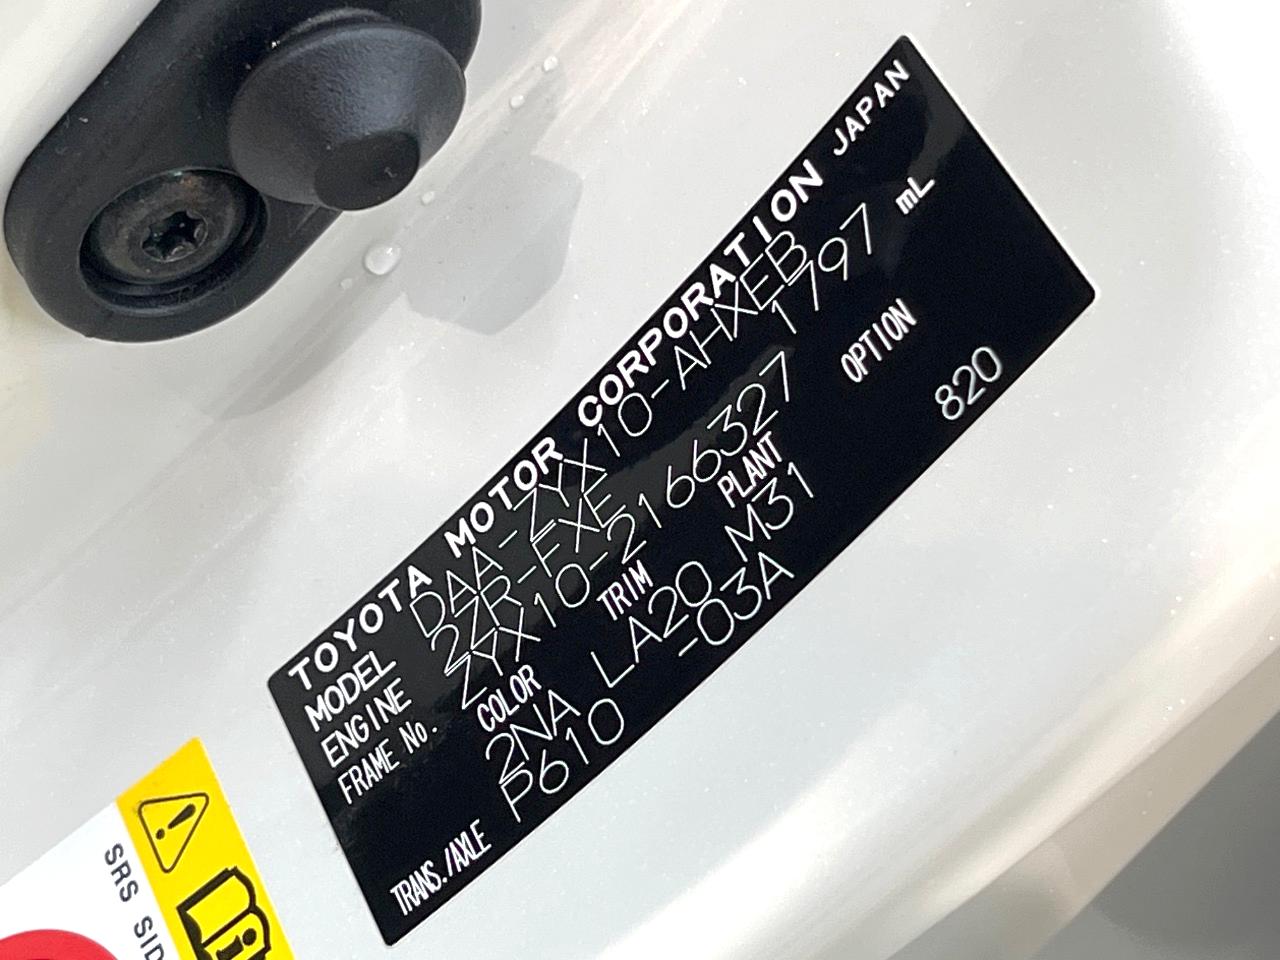 TOYOTA MOTOR CORPORATION JAPAN
MODEL DAA-ZYX10-AHXEB
ENGINE 2ZR-FXE 1797 mL
FRAME No. ZYX10-2166327
COLOR TRIM PLANT OPTION
2NA LA20 M31 820
P610 -03A
TRANS./AXLE
SRS SID